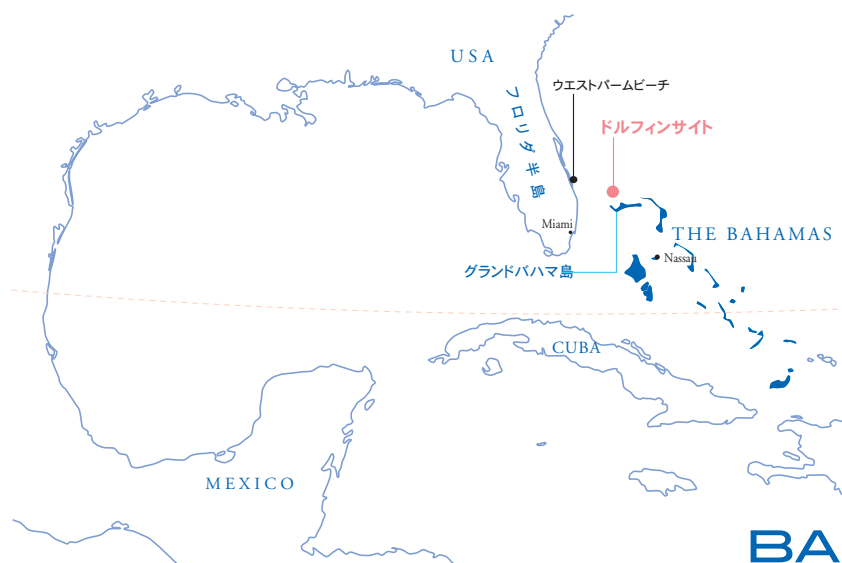 USA
ウエストパームビーチ
フロリダ半島
ドルフィンサイト
Miami
THE BAHAMAS
Nassau
グランドバハマ島
CUBA
MEXICO
BA